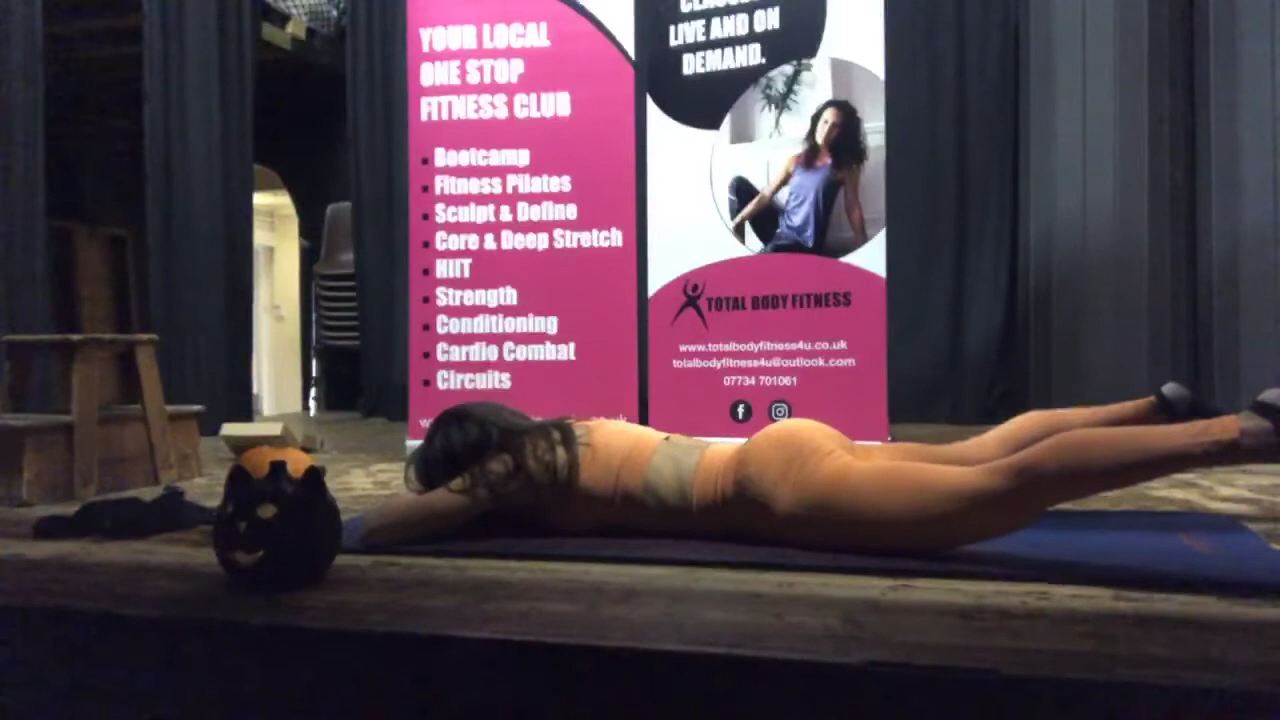 YOUR LOCAL
ONE STOP
FITNESS CLUB
Bootcamp
Fitness Pilates
Sculpt & Define
Core & Deep Stretch
HIIT
Strength
Conditioning
Cardio Combat
Circuits
LIVE AND ON
DEMAND.
TOTAL BODY FITNESS
www.totalbodyfitness4u.co.uk
totalbodyfitness4u@outlook.com
07734 701061